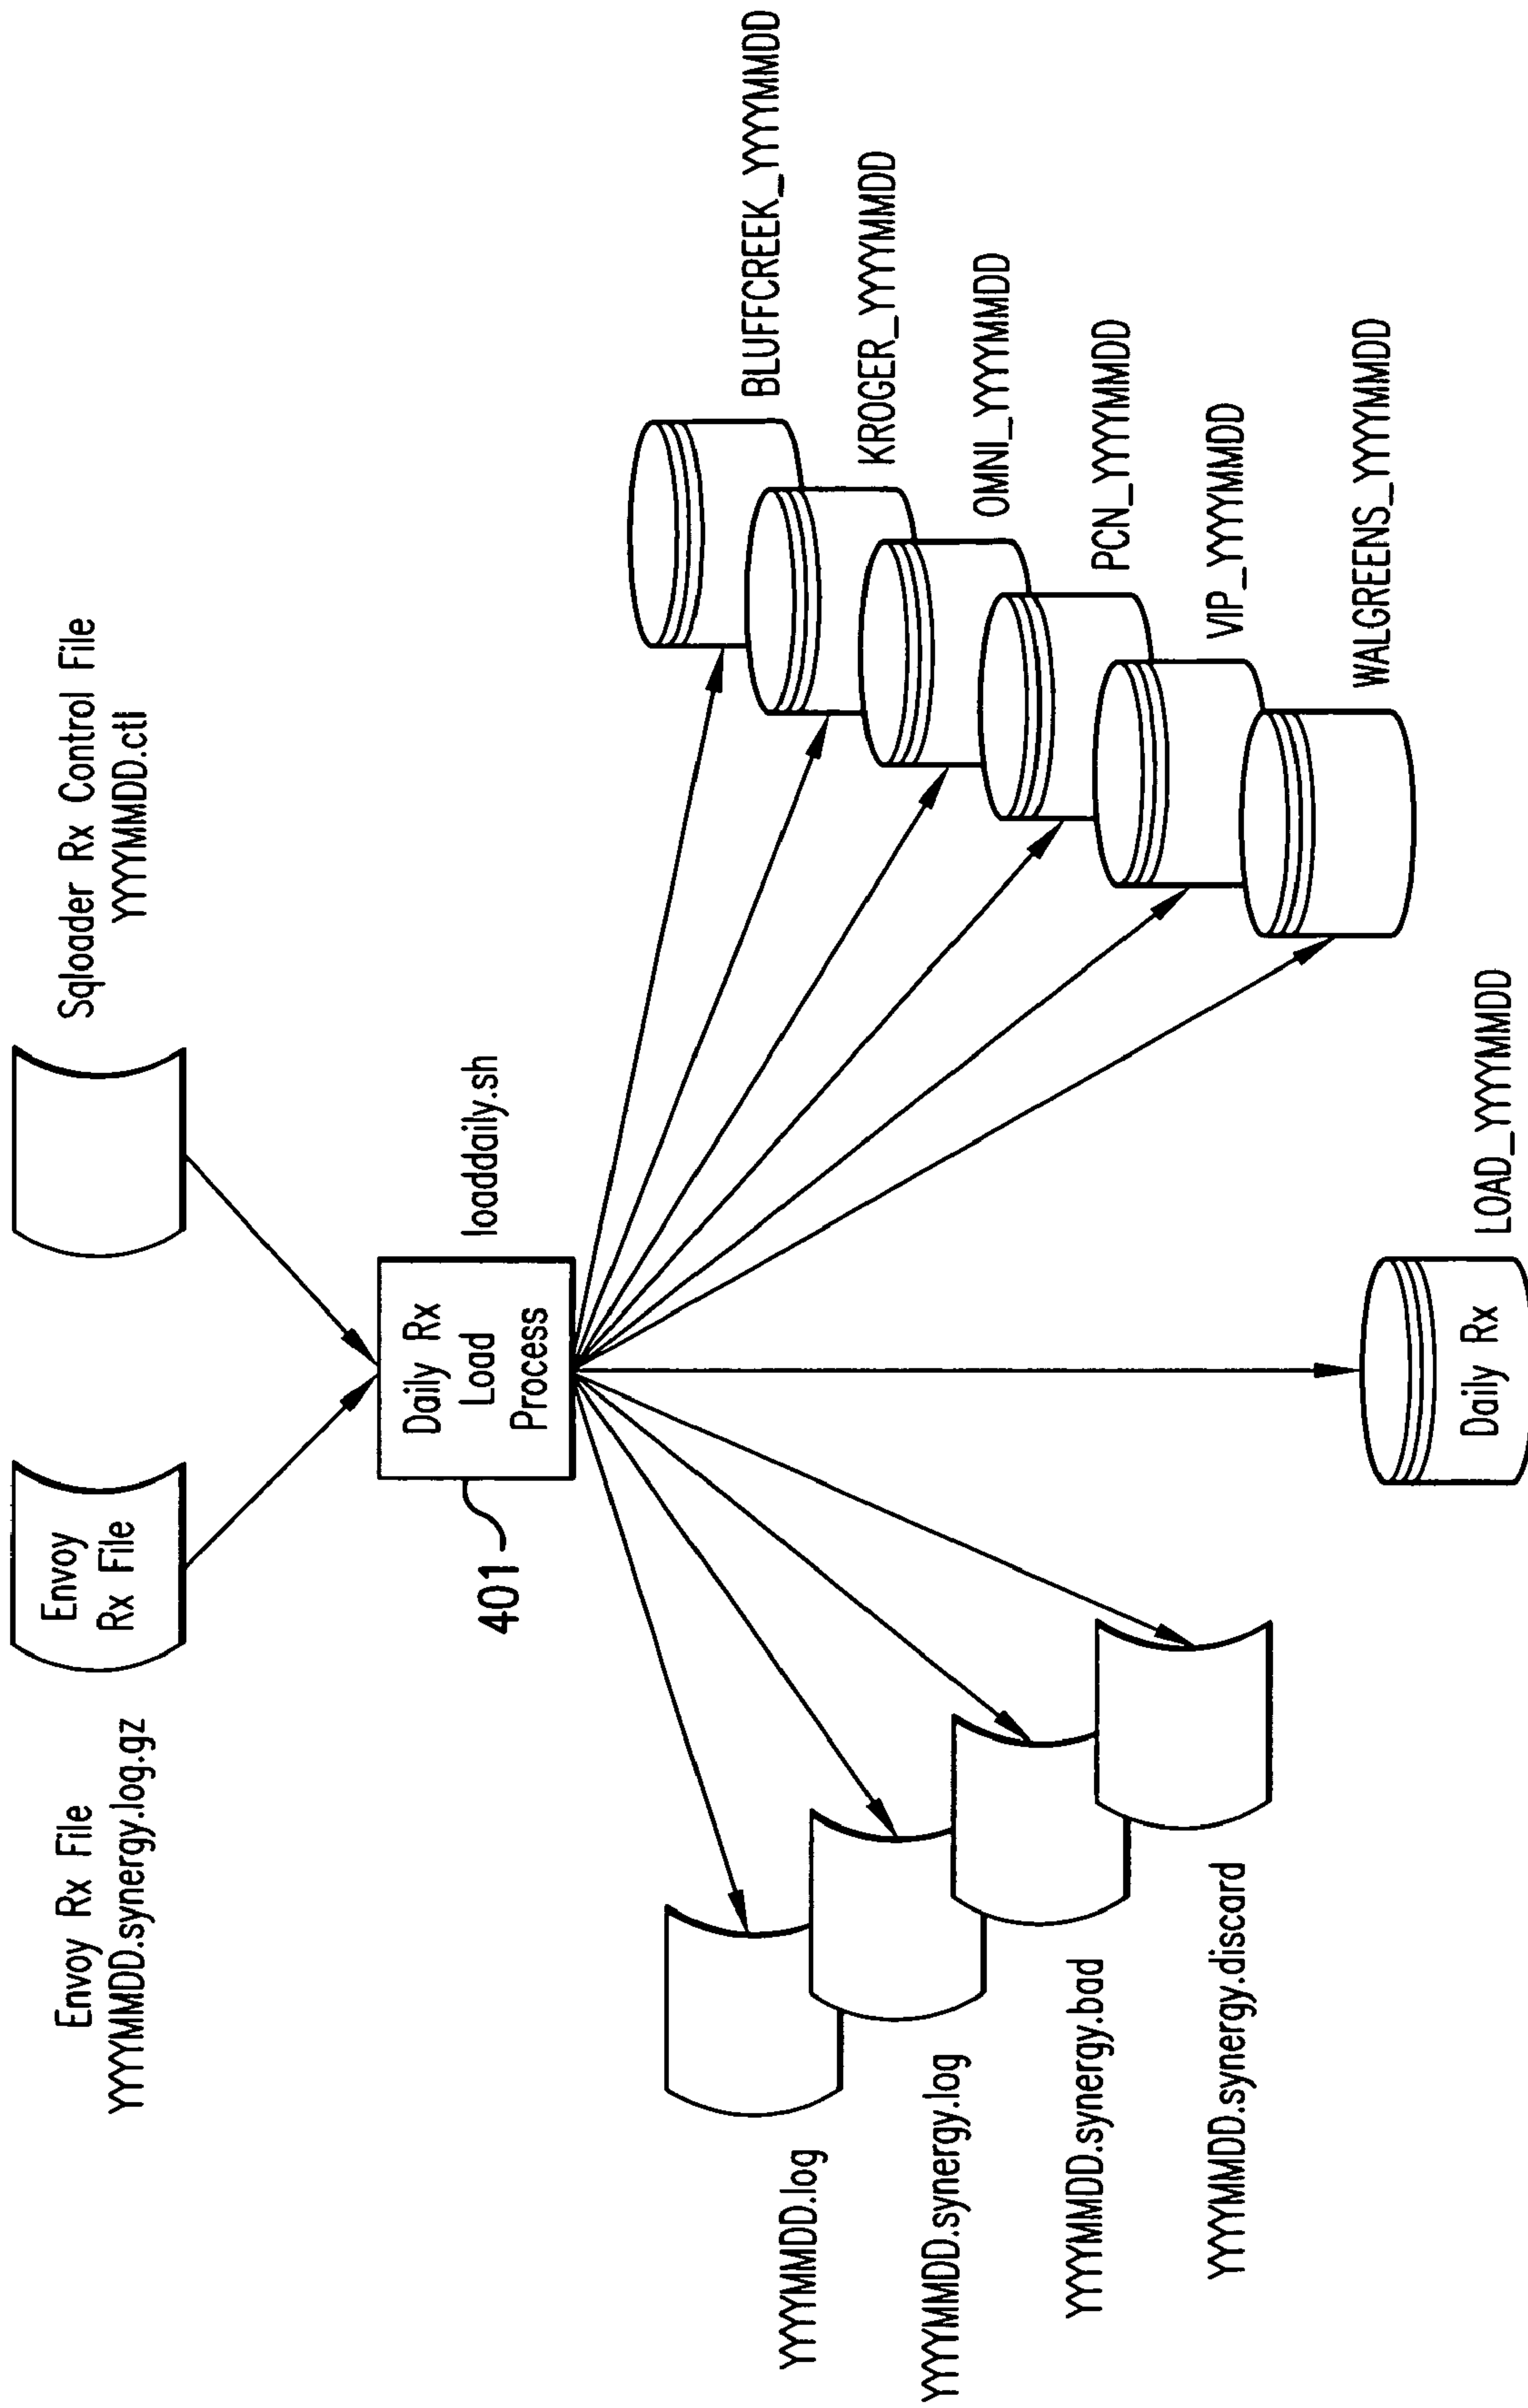 Envoy Rx File
YYYYMMDD.synergy.log.gz
Envoy
Rx File
Sqloader Rx Control File
YYYYMMDD.ctl
401
Daily Rx
Load
Process
loaddaily.sh
YYYYMMDD.log
YYYYMMDD.synergy.log
YYYYMMDD.synergy.bad
YYYYMMDD.synergy.discard
BLUFFCREEK_YYYYMMDD
KROGER_YYYYMMDD
OMNI_YYYYMMDD
PCN_YYYYMMDD
VIP_YYYYMMDD
WALGREENS_YYYYMMDD
Daily Rx
LOAD_YYYYMMDD